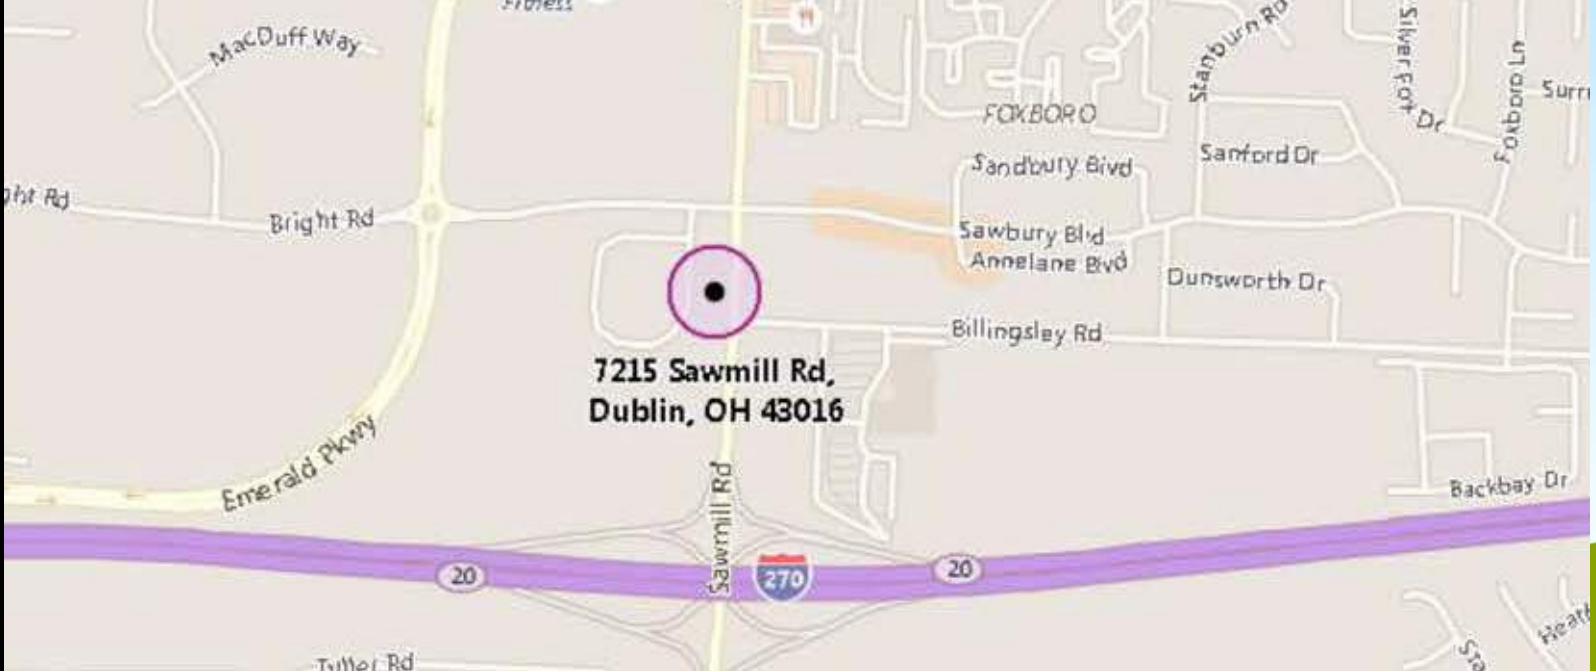 Fitness
MacDuff Way
Stanburn Rd
Silver Fox Dr
Foxboro Ln
FOXBORO
Sandbury Blvd
Sanford Dr
Bright Rd
Sawbury Blvd
Annelane Blvd
Dunsworth Dr
Billingsley Rd
7215 Sawmill Rd,
Dublin, OH 43016
Emerald Pkwy
Sawmill Rd
Backbay Dr
20
270
20
Tuller Rd